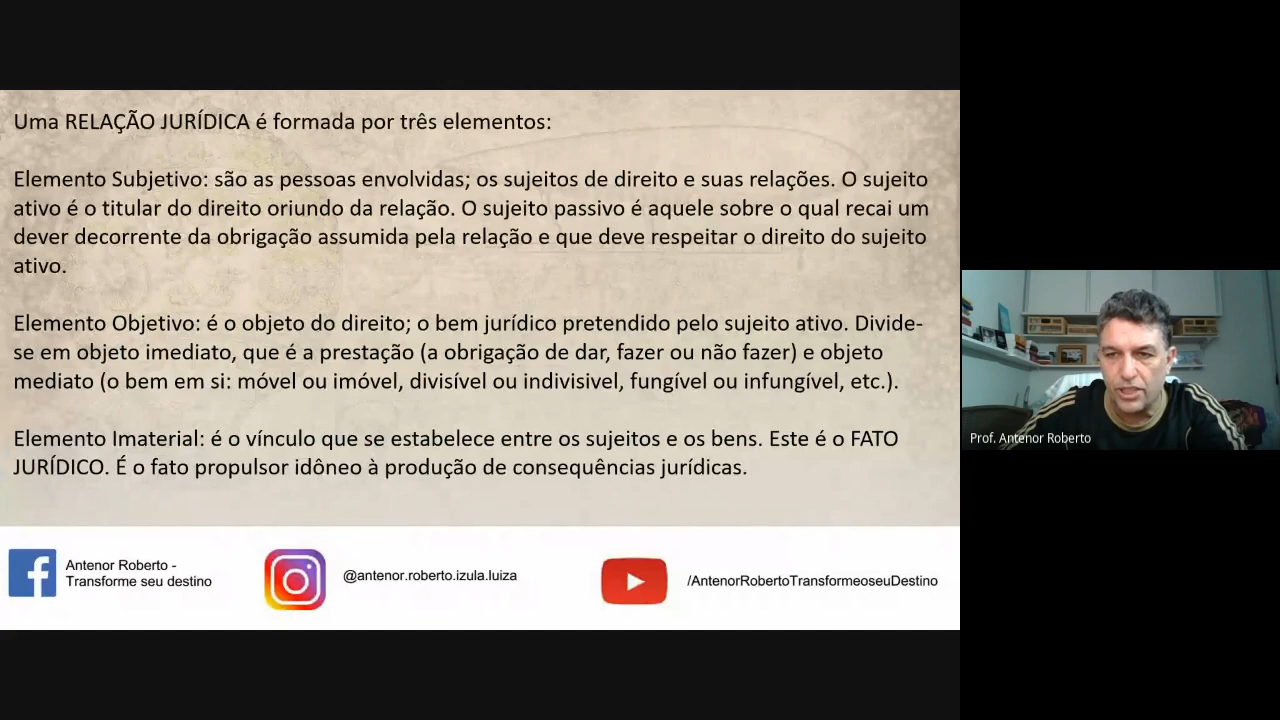 Uma RELAÇÃO JURÍDICA é formada por três elementos:
Elemento Subjetivo: são as pessoas envolvidas; os sujeitos de direito e suas relações. O sujeito
ativo é o titular do direito oriundo da relação. O sujeito passivo é aquele sobre o qual recai um
dever decorrente da obrigação assumida pela relação e que deve respeitar o direito do sujeito
ativo.
Elemento Objetivo: é o objeto do direito; o bem jurídico pretendido pelo sujeito ativo. Divide-
se em objeto imediato, que é a prestação (a obrigação de dar, fazer ou não fazer) e objeto
mediato (o bem em si: móvel ou imóvel, divisível ou indivisivel, fungível ou infungível, etc.).
Elemento Imaterial: é o vínculo que se estabelece entre os sujeitos e os bens. Este é o FATO
JURÍDICO. É o fato propulsor idôneo à produção de consequências jurídicas.
Antenor Roberto -
Transforme seu destino
@antenor.roberto.izula.luiza
/AntenorRobertoTransformeoseuDestino
Prof. Antenor Roberto